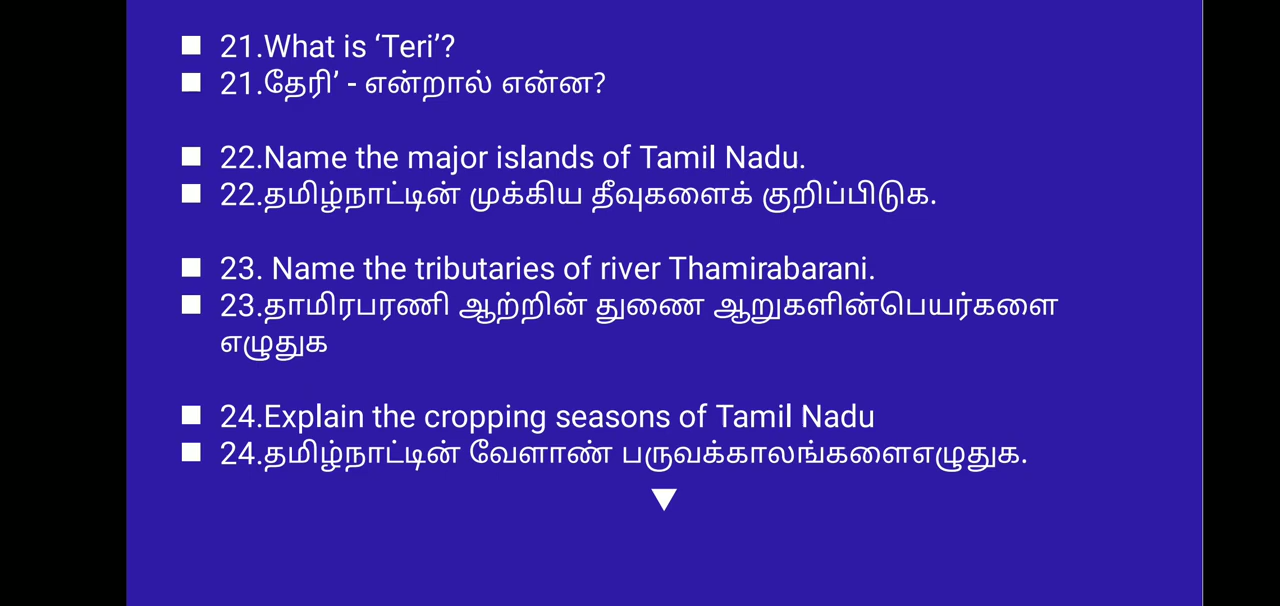 ■ 21.What is ‘Teri’?
■ 21.தேரி’ - என்றால் என்ன?
■ 22.Name the major islands of Tamil Nadu.
■ 22.தமிழ்நாட்டின் முக்கிய தீவுகளைக் குறிப்பிடுக.
■ 23. Name the tributaries of river Thamirabarani.
■ 23.தாமிரபரணி ஆற்றின் துணை ஆறுகளின்பெயர்களை
எழுதுக
■ 24.Explain the cropping seasons of Tamil Nadu
■ 24.தமிழ்நாட்டின் வேளாண் பருவக்காலங்களைஎழுதுக.